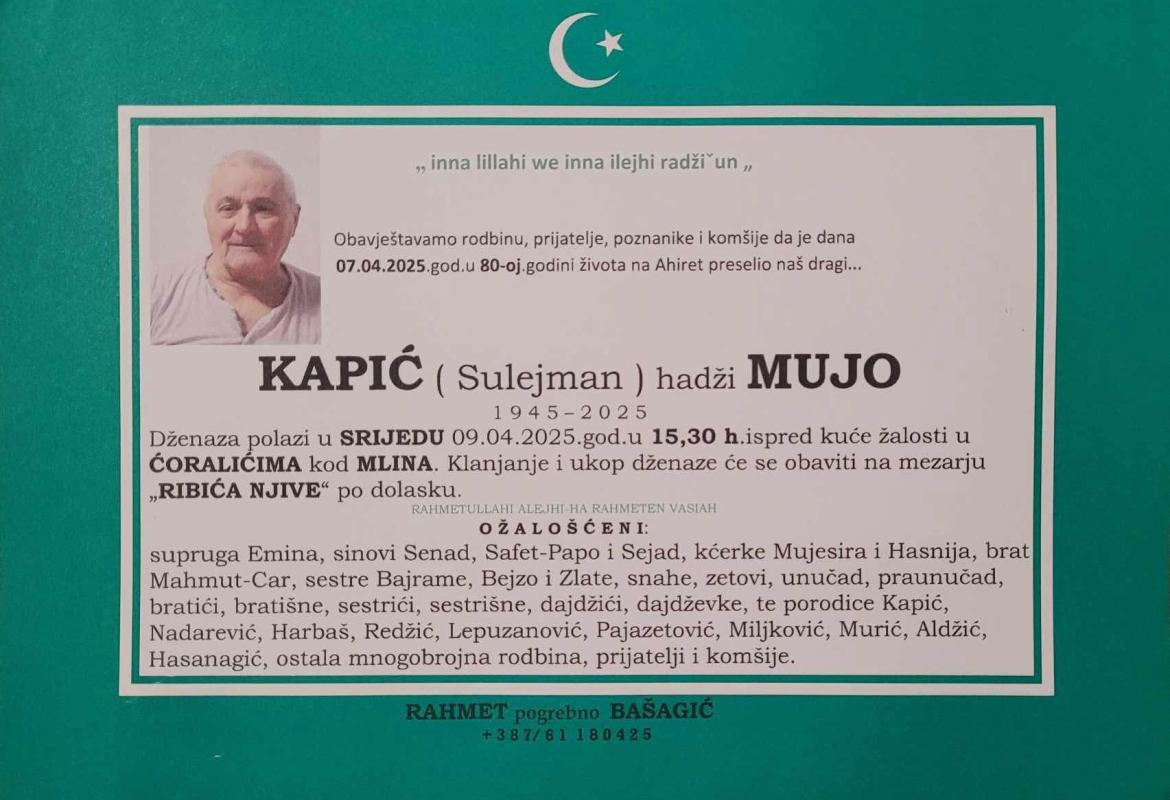 „ inna lillahi we inna ilejhi radžiˇun „
Obavještavamo rodbinu, prijatelje, poznanike i komšije da je dana
07.04.2025.god.u 80-oj.godini života na Ahiret preselio naš dragi...
KAPIĆ ( Sulejman ) hadži MUJO
1945–2025
Dženaza polazi u SRIJEDU 09.04.2025.god.u 15,30 h.ispred kuće žalosti u
ĆORALIĆIMA kod MLINA. Klanjanje i ukop dženaze će se obaviti na mezarju
„RIBIĆA NJIVE“ po dolasku.
RAHMETULLAHI ALEJHI-HA RAHMETEN VASIAH
OŽALOŠĆENI:
supruga Emina, sinovi Senad, Safet-Papo i Sejad, kćerke Mujesira i Hasnija, brat
Mahmut-Car, sestre Bajrame, Bejzo i Zlate, snahe, zetovi, unučad, praunučad,
bratići, bratišne, sestrići, sestrišne, dajdžići, dajdževke, te porodice Kapić,
Nadarević, Harbaš, Redžić, Lepuzanović, Pajazetović, Miljković, Murić, Aldžić,
Hasanagić, ostala mnogobrojna rodbina, prijatelji i komšije.
RAHMET pogrebno BAŠAGIĆ
+387/61 180425